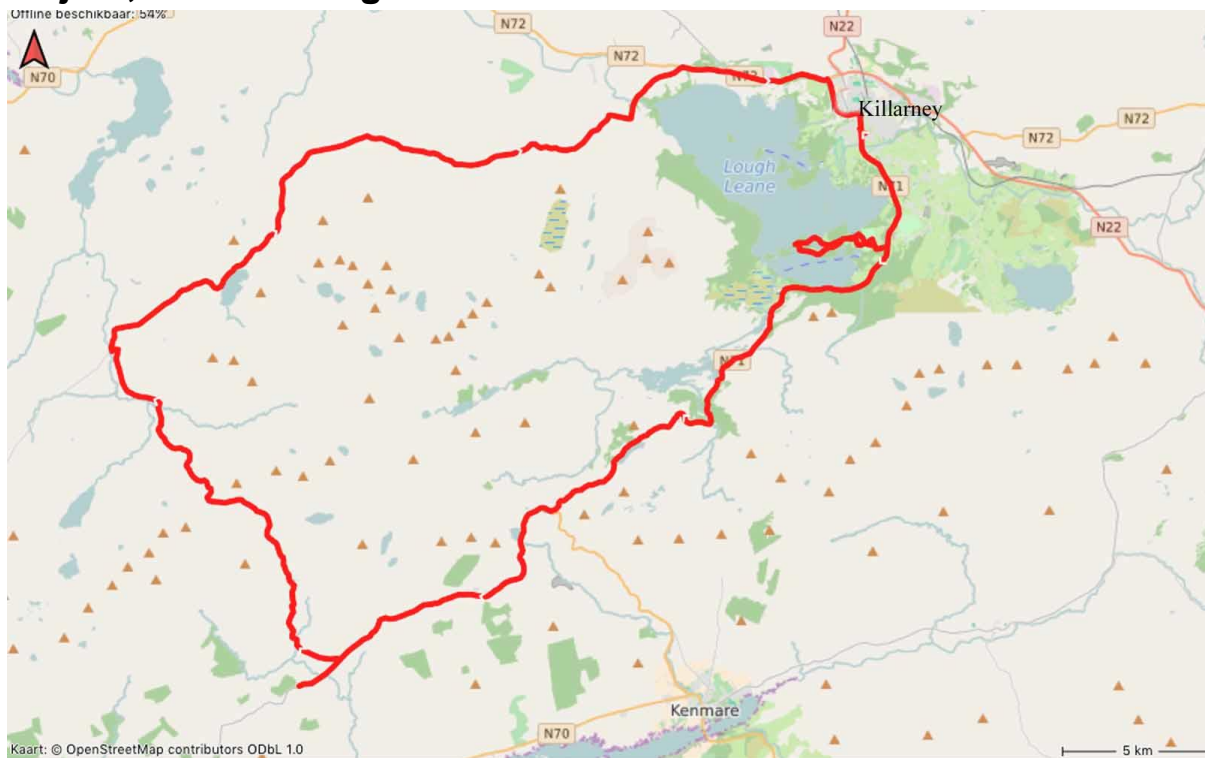 Offline beschikbaar: 54%
N22
N72
N72
N70
N72
Killarney
N72
Lough
Leane
N71
N22
N71
Kenmare
N70
Kaart: © OpenStreetMap contributors ODbL 1.0
5 km